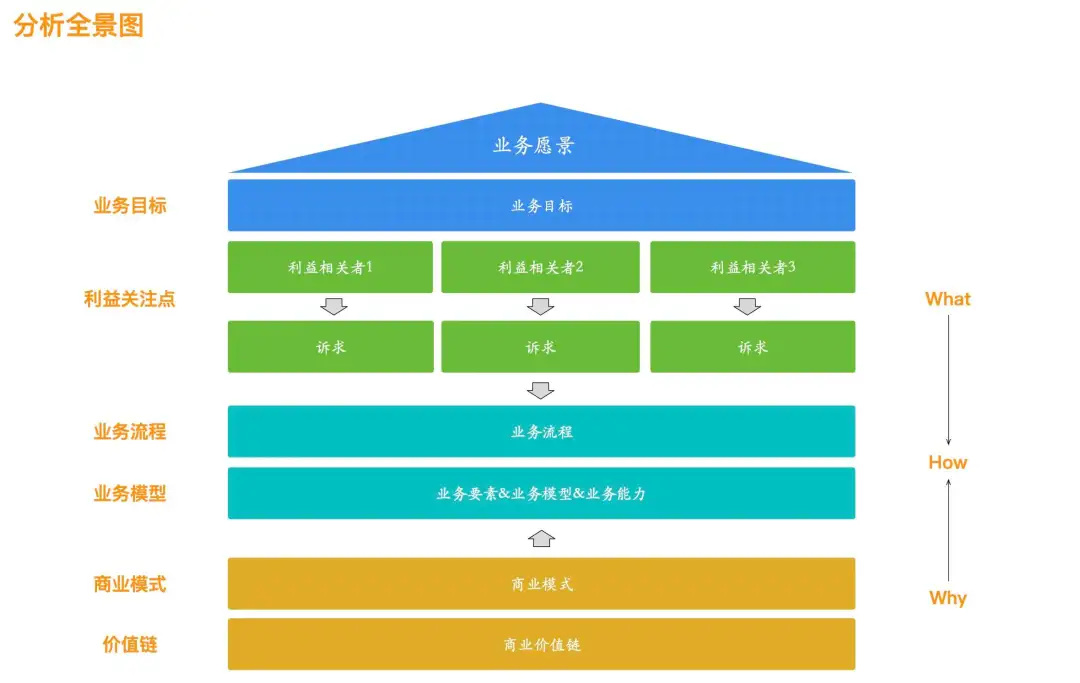 分析全景图
业务愿景
业务目标
业务目标
利益相关者1
利益相关者2
利益相关者3
利益关注点
What
诉求
诉求
诉求
业务流程
业务流程
How
业务模型
业务要素&业务模型&业务能力
商业模式
商业模式
Why
价值链
商业价值链